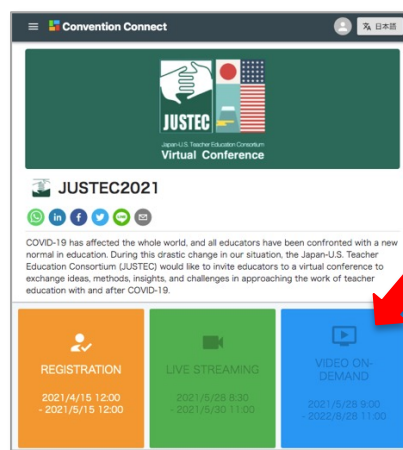 Convention Connect
日本語
JUSTEC
Japan-U.S. Teacher Education Consortium
Virtual Conference
JUSTEC2021
COVID-19 has affected the whole world, and all educators have been confronted with a new
normal in education. During this drastic change in our situation, the Japan-U.S. Teacher
Education Consortium (JUSTEC) would like to invite educators to a virtual conference to
exchange ideas, methods, insights, and challenges in approaching the work of teacher
education with and after COVID-19.
REGISTRATION
2021/4/15 12:00
- 2021/5/15 12:00
LIVE STREAMING
2021/5/28 8:30
- 2021/5/30 11:00
VIDEO ON-
DEMAND
2021/5/28 9:00
- 2022/8/28 11:00